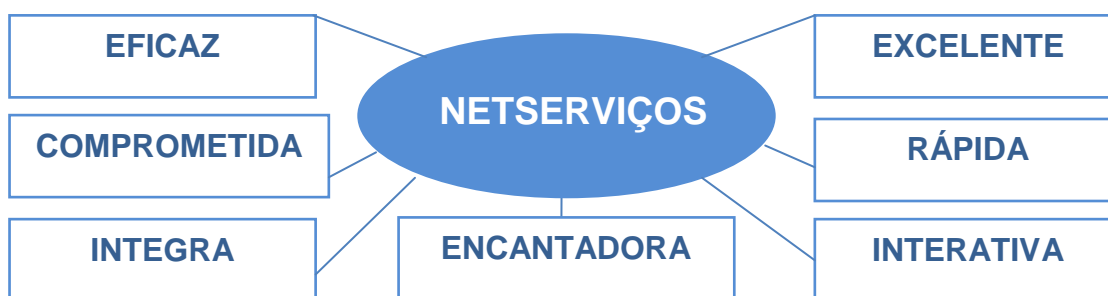 EFICAZ
EXCELENTE
NETSERVIÇOS
COMPROMETIDA
RÁPIDA
INTEGRA
ENCANTADORA
INTERATIVA